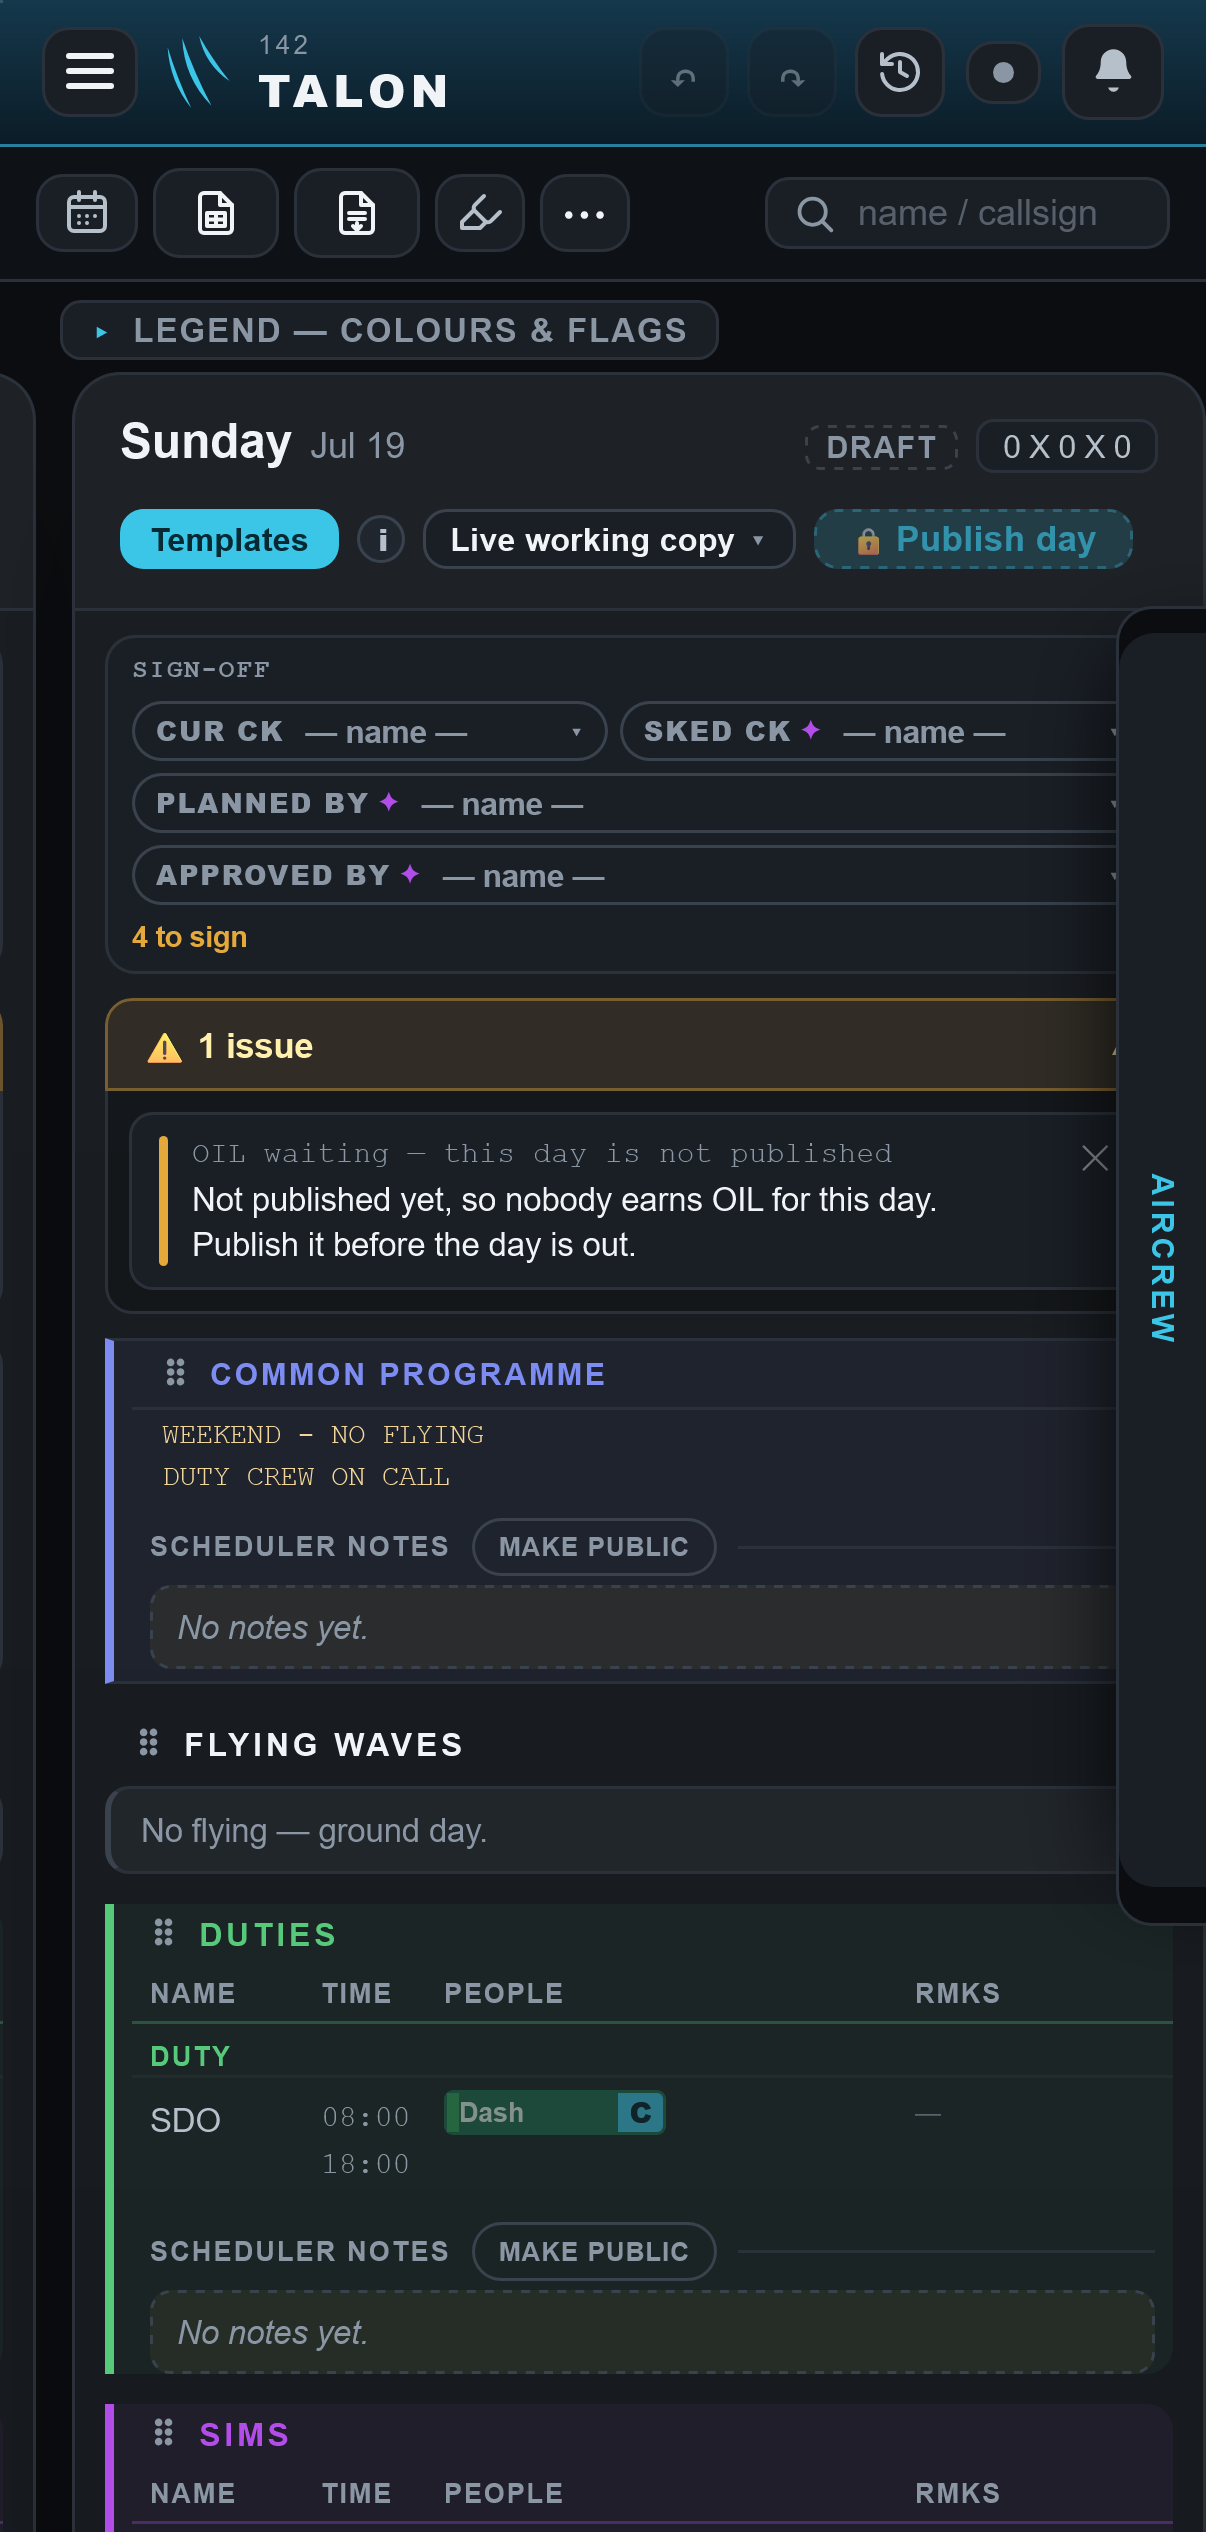 142
TALON
name / callsign
LEGEND — COLOURS & FLAGS
Sunday Jul 19
DRAFT
0 X 0 X 0
Templates
i
Live working copy
Publish day
SIGN-OFF
CUR CK — name —
SKED CK — name —
PLANNED BY — name —
APPROVED BY — name —
4 to sign
1 issue
OIL waiting — this day is not published
Not published yet, so nobody earns OIL for this day.
Publish it before the day is out.
AIRCREW
COMMON PROGRAMME
WEEKEND – NO FLYING
DUTY CREW ON CALL
SCHEDULER NOTES MAKE PUBLIC
No notes yet.
FLYING WAVES
No flying — ground day.
DUTIES
NAME TIME PEOPLE RMKS
DUTY
SDO 08:00 Dash C —
18:00
SCHEDULER NOTES MAKE PUBLIC
No notes yet.
SIMS
NAME TIME PEOPLE RMKS